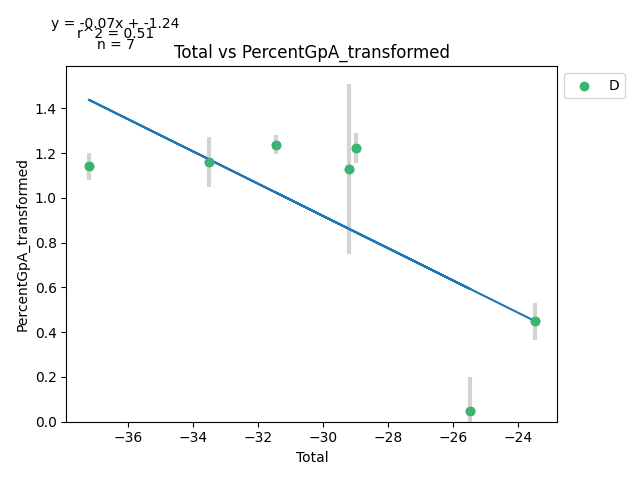 y = -0.07x + -1.24
r^2 = 0.51
n = 7
Total vs PercentGpA_transformed
D
PercentGpA_transformed
1.4
1.2
1.0
0.8
0.6
0.4
0.2
0.0
−36 −34 −32 −30 −28 −26 −24
Total